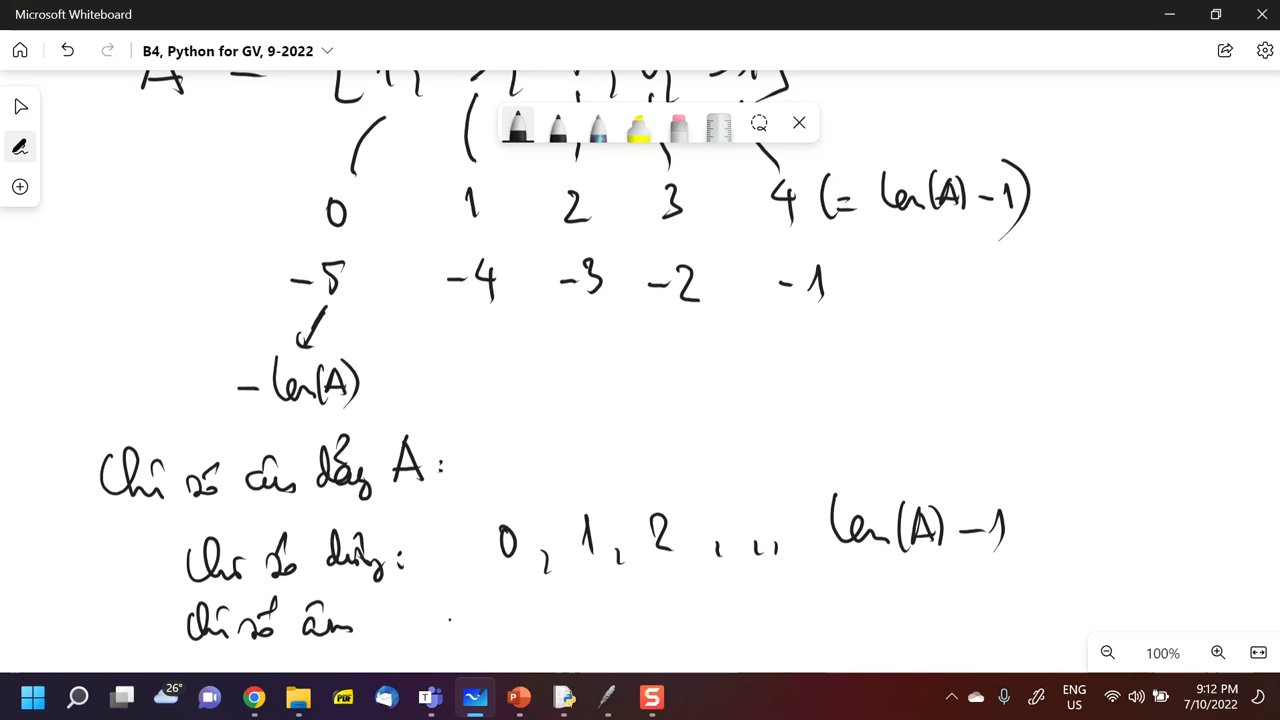 Microsoft Whiteboard
B4, Python for GV, 9-2022
A = [
0 1 2 3 4 (= len(A) - 1)
-5 -4 -3 -2 -1
- len(A)
Chỉ số của dãy A:
Chỉ số dương: 0, 1, 2, ... len(A) - 1
Chỉ số âm
100%
26°
PDF
ENG
US
9:12 PM
7/10/2022